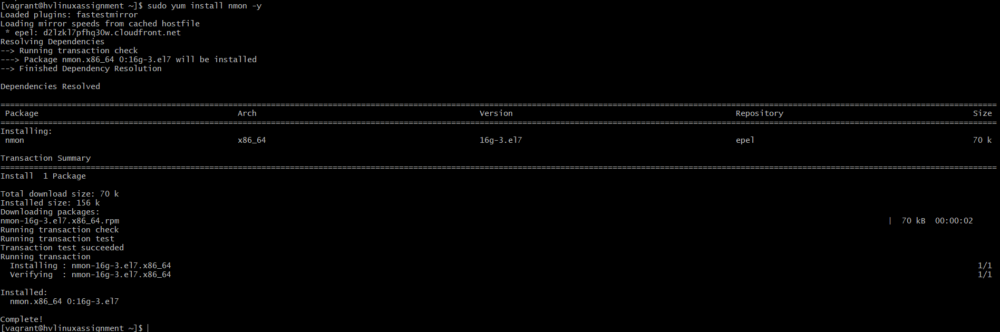 [vagrant@hvlinuxassignment ~]$ sudo yum install nmon -y
Loaded plugins: fastestmirror
Loading mirror speeds from cached hostfile
 * epel: d2lzkl7pfhq30w.cloudfront.net
Resolving Dependencies
--> Running transaction check
---> Package nmon.x86_64 0:16g-3.el7 will be installed
--> Finished Dependency Resolution
Dependencies Resolved
Package Arch Version Repository Size
Installing:
nmon x86_64 16g-3.el7 epel 70 k
Transaction Summary
Install 1 Package
Total download size: 70 k
Installed size: 156 k
Downloading packages:
nmon-16g-3.el7.x86_64.rpm | 70 kB 00:00:02
Running transaction check
Running transaction test
Transaction test succeeded
Running transaction
Installing : nmon-16g-3.el7.x86_64 1/1
Verifying : nmon-16g-3.el7.x86_64 1/1
Installed:
nmon.x86_64 0:16g-3.el7
Complete!
[vagrant@hvlinuxassignment ~]$